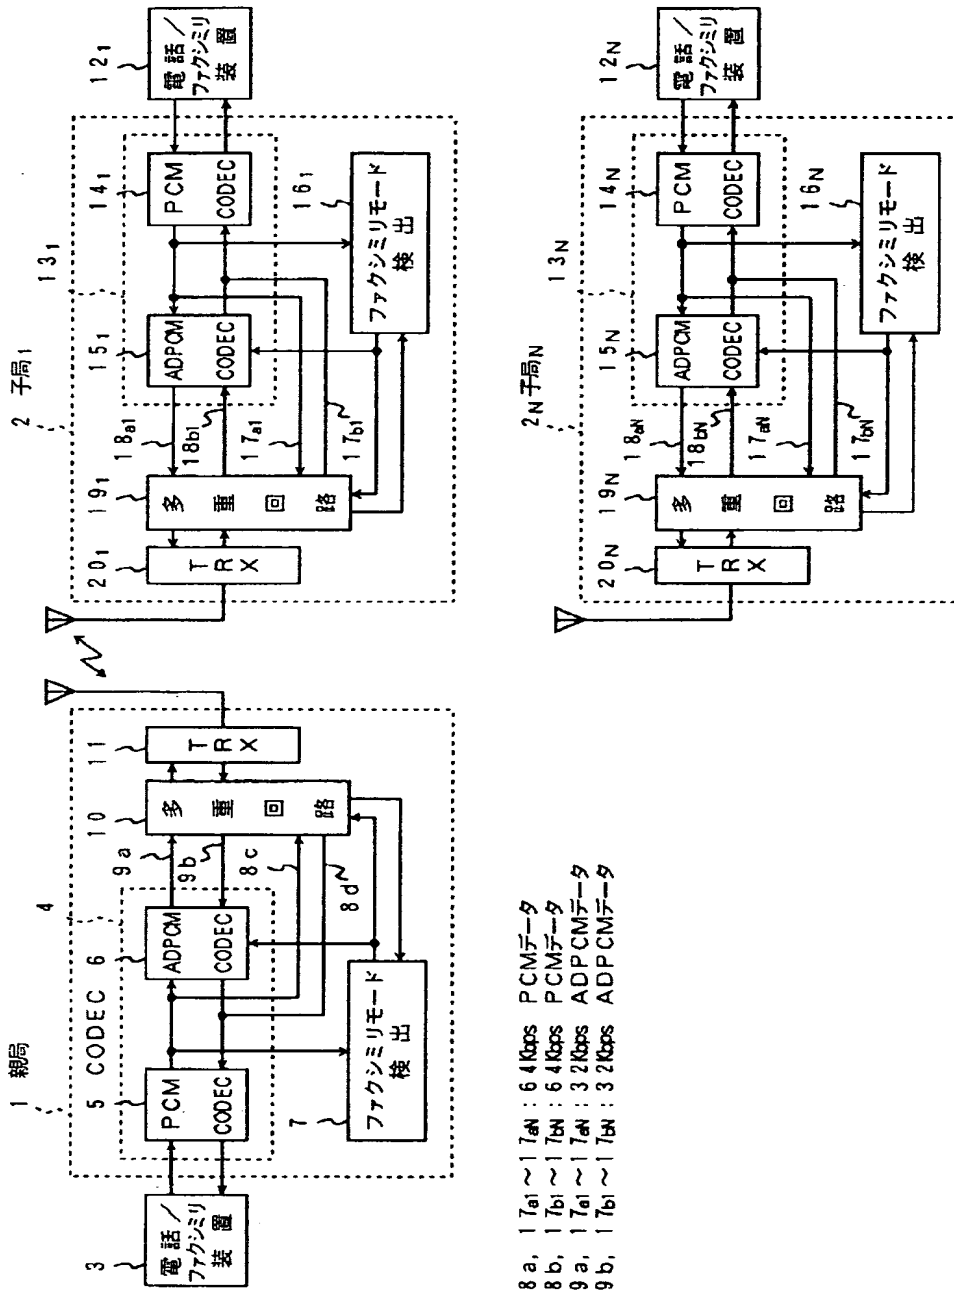 1 親局
4
3
電話/
ファクシミリ
装置
5 CODEC 6
PCM
CODEC
ADPCM
CODEC
7
ファクシミリモード
検出
9a
9b
8c
8d
10
多重回路
11
TRX
2 子局1
13₁
20₁
TRX
19₁
多重回路
18a1
18b1
17a1
17b1
15₁
ADPCM
CODEC
14₁
PCM
CODEC
16₁
ファクシミリモード
検出
12₁
電話/
ファクシミリ
装置
2N 子局N
13N
20N
TRX
19N
多重回路
18aN
18bN
17aN
17bN
15N
ADPCM
CODEC
14N
PCM
CODEC
16N
ファクシミリモード
検出
12N
電話/
ファクシミリ
装置
8a, 17a1~17aN : 64Kbps PCMデータ
8b, 17b1~17bN : 64Kbps PCMデータ
9a, 17a1~17aN : 32Kbps ADPCMデータ
9b, 17b1~17bN : 32Kbps ADPCMデータ